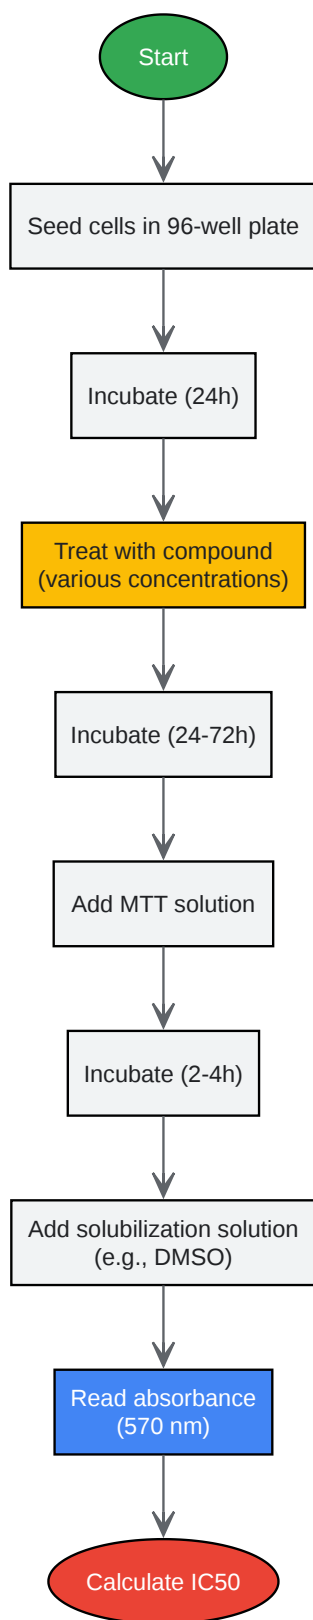 Start
Seed cells in 96-well plate
Incubate (24h)
Treat with compound
(various concentrations)
Incubate (24-72h)
Add MTT solution
Incubate (2-4h)
Add solubilization solution
(e.g., DMSO)
Read absorbance
(570 nm)
Calculate IC50